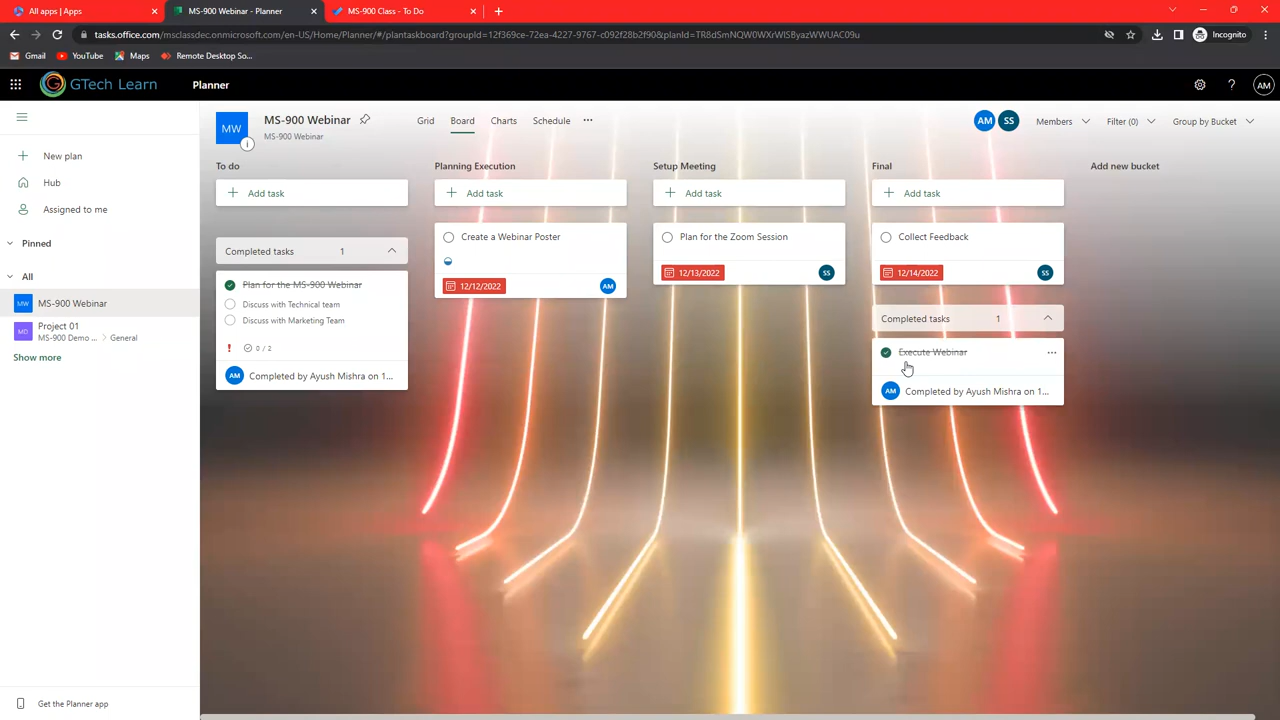 All apps | Apps
MS-900 Webinar - Planner
MS-900 Class - To Do
tasks.office.com/msclassdec.onmicrosoft.com/en-US/Home/Planner/#/plantaskboard?groupId=12f369ce-72ea-4227-9767-c092f28b2f90&planId=TR8dSmNQW0WXrWlSByazWWUAC09u
Incognito
Gmail
YouTube
Maps
Remote Desktop So...
GTech Learn
Planner
AM
New plan
Hub
Assigned to me
Pinned
All
MW
MS-900 Webinar
MD
Project 01
MS-900 Demo ... > General
Show more
Get the Planner app
MW
MS-900 Webinar
MS-900 Webinar
Grid
Board
Charts
Schedule
AM
SS
Members
Filter (0)
Group by Bucket
To do
Add task
Completed tasks 1
Plan for the MS-900 Webinar
Discuss with Technical team
Discuss with Marketing Team
0 / 2
AM
Completed by Ayush Mishra on 1...
Planning Execution
Add task
Create a Webinar Poster
12/12/2022
AM
Setup Meeting
Add task
Plan for the Zoom Session
12/13/2022
SS
Final
Add task
Collect Feedback
12/14/2022
SS
Completed tasks 1
Execute Webinar
AM
Completed by Ayush Mishra on 1...
Add new bucket